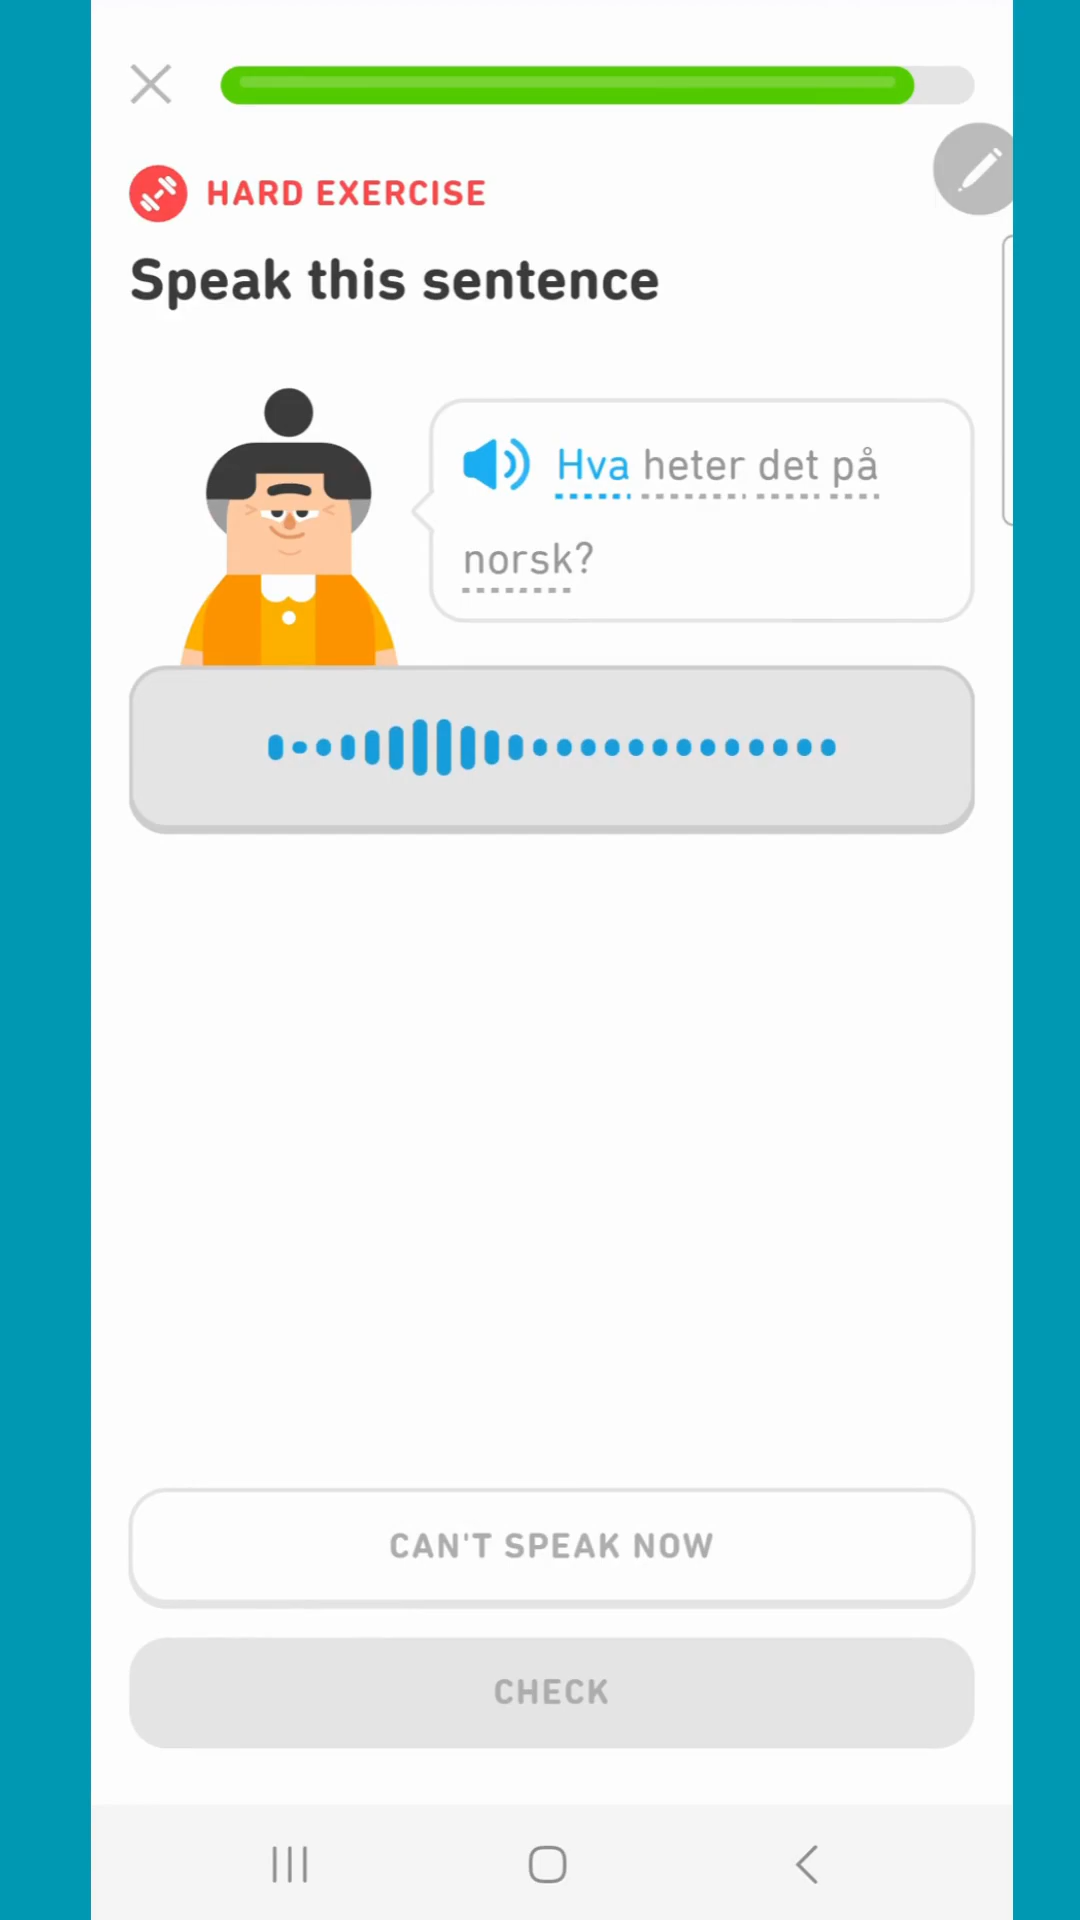 HARD EXERCISE
Speak this sentence
Hva heter det på
norsk?
CAN'T SPEAK NOW
CHECK